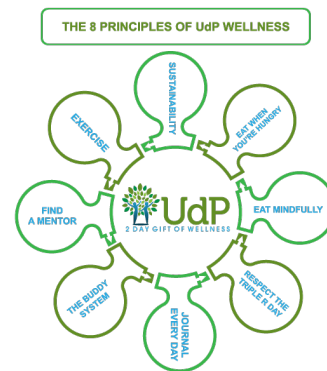 THE 8 PRINCIPLES OF UdP WELLNESS
SUSTAINABILITY
EAT WHEN
YOU'RE HUNGRY
EAT MINDFULLY
RESPECT THE
TRIPLE R DAY
JOURNAL
EVERY DAY
THE BUDDY
SYSTEM
FIND
A MENTOR
EXERCISE
UdP
2 DAY GIFT OF WELLNESS